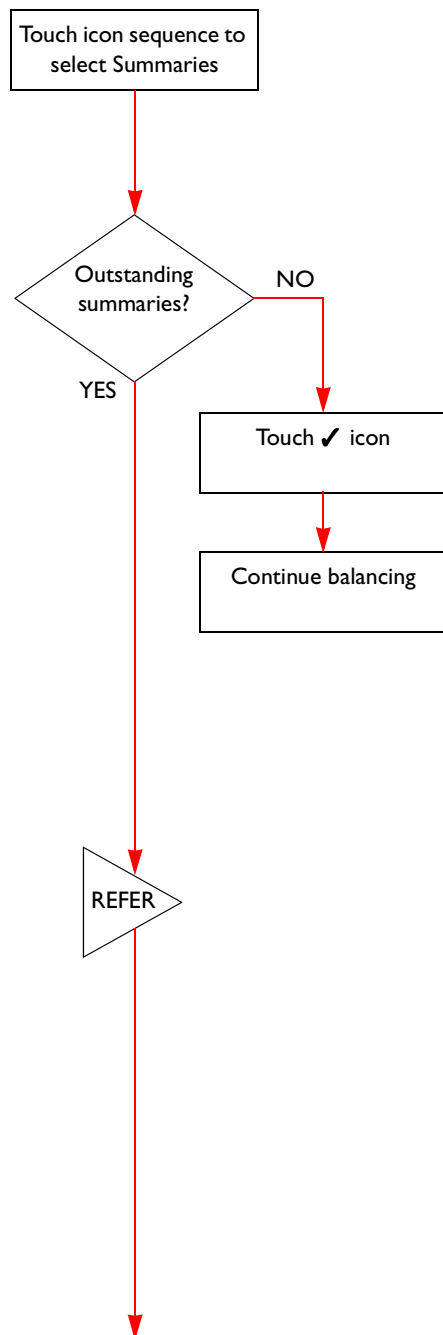 Touch icon sequence to
select Summaries
Outstanding
summaries?
NO
YES
Touch ✓ icon
Continue balancing
REFER